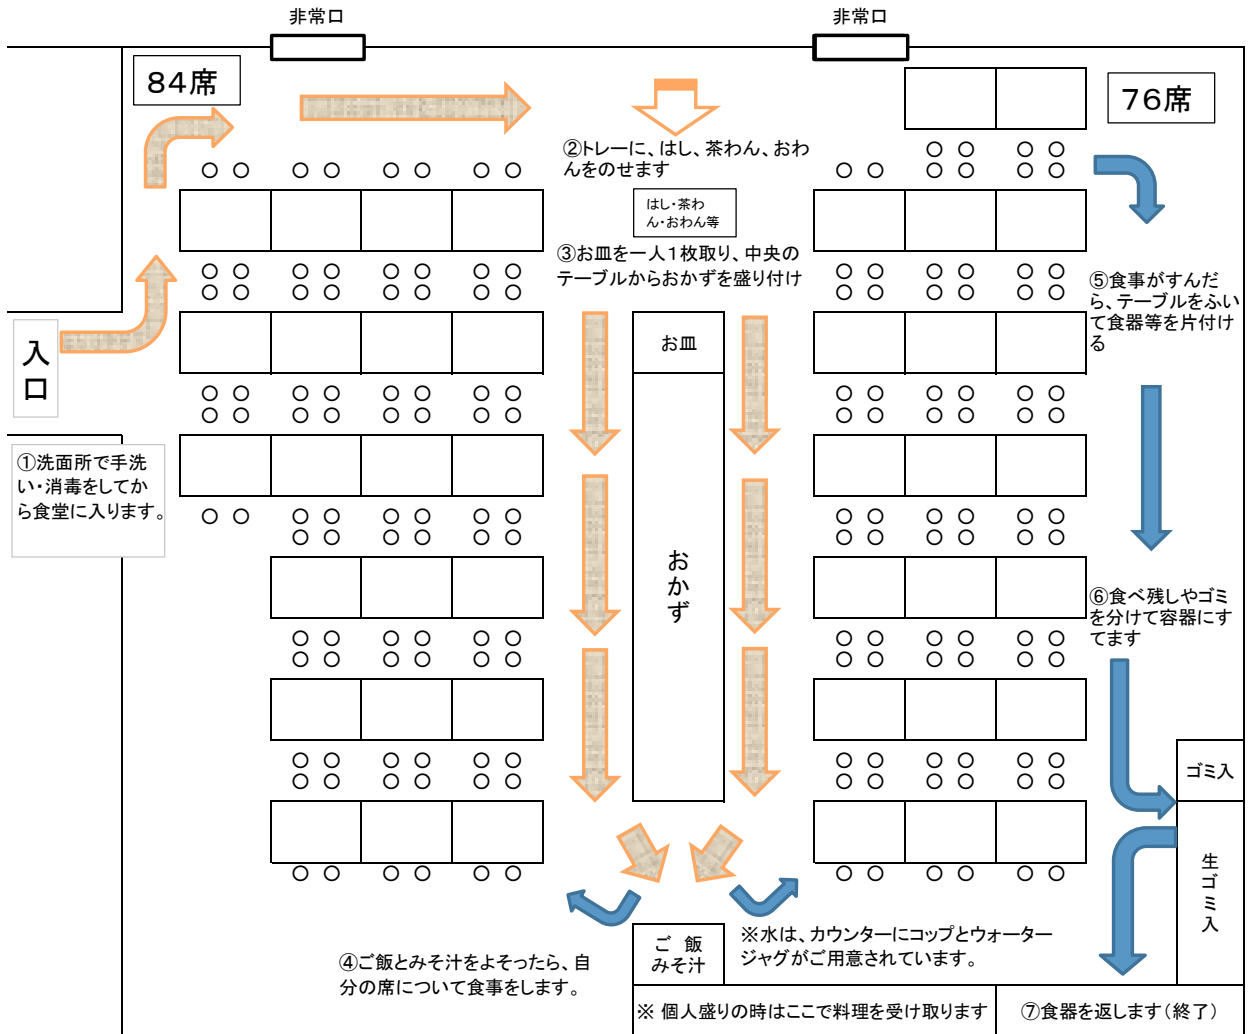 非常口
非常口
84席
76席
②トレーに、はし、茶わん、おわ
んをのせます
はし・茶わ
ん・おわん等
③お皿を一人1枚取り、中央の
テーブルからおかずを盛り付け
⑤食事がすんだ
ら、テーブルをふい
て食器等を片付け
る
入
口
お皿
①洗面所で手洗
い・消毒をしてか
ら食堂に入ります。
おかず
⑥食べ残しやゴミ
を分けて容器にす
てます
ゴミ入
生ゴミ入
④ご飯とみそ汁をよそったら、自
分の席について食事をします。
ご 飯
みそ汁
※水は、カウンターにコップとウォーター
ジャグがご用意されています。
※ 個人盛りの時はここで料理を受け取ります
⑦食器を返します(終了)